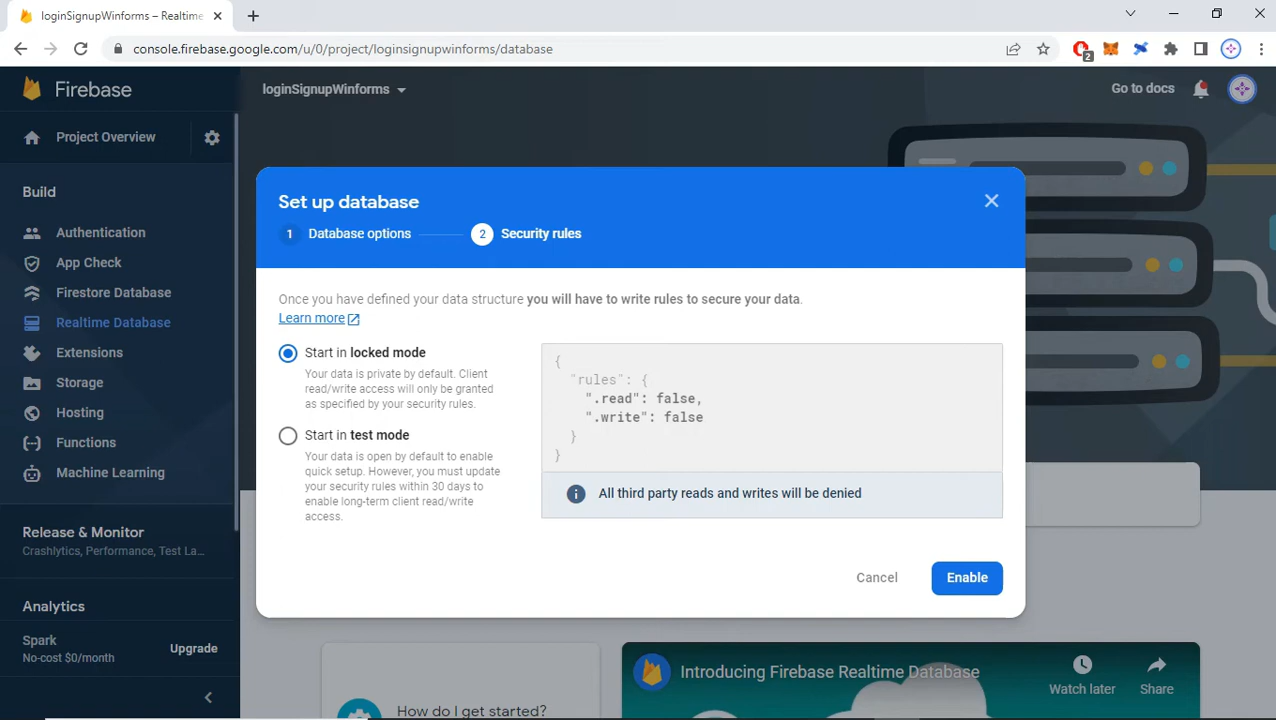 loginSignupWinforms – Realtime
console.firebase.google.com/u/0/project/loginsignupwinforms/database
2
Firebase
loginSignupWinforms
Go to docs
Project Overview
Build
Authentication
App Check
Firestore Database
Realtime Database
Extensions
Storage
Hosting
Functions
Machine Learning
Release & Monitor
Crashlytics, Performance, Test La...
Analytics
Spark
No-cost $0/month
Upgrade
Set up database
1 Database options
2 Security rules
Once you have defined your data structure you will have to write rules to secure your data.
Learn more
Start in locked mode
Your data is private by default. Client
read/write access will only be granted
as specified by your security rules.
Start in test mode
Your data is open by default to enable
quick setup. However, you must update
your security rules within 30 days to
enable long-term client read/write
access.
{
"rules": {
".read": false,
".write": false
}
}
All third party reads and writes will be denied
Cancel
Enable
How do I get started?
Introducing Firebase Realtime Database
Watch later
Share